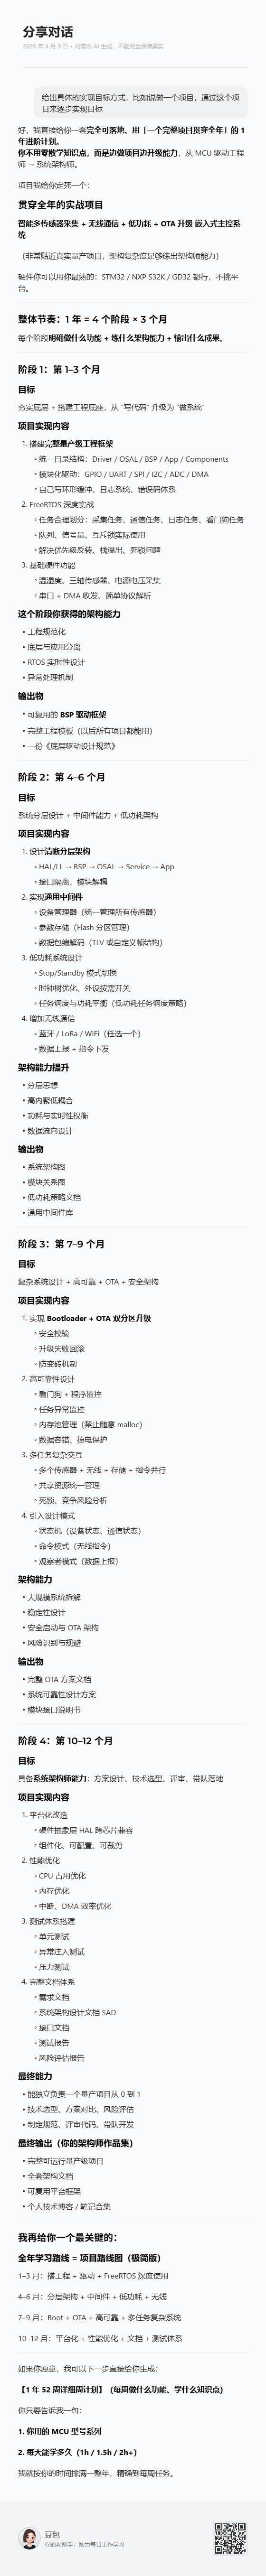 分享对话
2026 年 4 月 9 日 • 内容由 AI 生成，不能完全保障真实
给出具体的实现目标方式，比如说做一个项目，通过这个项
目来逐步实现目标
好，我直接给你一套完全可落地、用「一个完整项目贯穿全年」的 1
年进阶计划。
你不用零散学知识点，而是边做项目边升级能力，从 MCU 驱动工程
师 → 系统架构师。
项目我给你定死一个：
贯穿全年的实战项目
智能多传感器采集 + 无线通信 + 低功耗 + OTA 升级 嵌入式主控系
统
（非常贴近真实量产项目，架构复杂度足够练出架构师能力）
硬件你可以用你最熟的：STM32 / NXP S32K / GD32 都行，不挑平
台。
整体节奏：1 年 = 4 个阶段 × 3 个月
每个阶段明确做什么功能 + 练什么架构能力 + 输出什么成果。
阶段 1：第 1–3 个月
目标
夯实底层 + 搭建工程底座，从 “写代码” 升级为 “做系统”
项目实现内容
1. 搭建完整量产级工程框架
◦ 统一目录结构：Driver / OSAL / BSP / App / Components
◦ 模块化驱动：GPIO / UART / SPI / I2C / ADC / DMA
◦ 自己写环形缓冲、日志系统、错误码体系
2. FreeRTOS 深度实战
◦ 任务合理划分：采集任务、通信任务、日志任务、看门狗任务
◦ 队列、信号量、互斥锁实际使用
◦ 解决优先级反转、栈溢出、死锁问题
3. 基础硬件功能
◦ 温湿度、三轴传感器、电源电压采集
◦ 串口 + DMA 收发、简单协议解析
这个阶段你获得的架构能力
• 工程规范化
• 底层与应用分离
• RTOS 实时性设计
• 异常处理机制
输出物
• 可复用的 BSP 驱动框架
• 完整工程模板（以后所有项目都能用）
• 一份《底层驱动设计规范》
阶段 2：第 4–6 个月
目标
系统分层设计 + 中间件能力 + 低功耗架构
项目实现内容
1. 设计清晰分层架构
◦ HAL/LL → BSP → OSAL → Service → App
◦ 接口隔离，模块解耦
2. 实现通用中间件
◦ 设备管理器（统一管理所有传感器）
◦ 参数存储（Flash 分区管理）
◦ 数据包编解码（TLV 或自定义帧结构）
3. 低功耗系统设计
◦ Stop/Standby 模式切换
◦ 时钟树优化、外设按需开关
◦ 任务调度与功耗平衡（低功耗任务调度策略）
4. 增加无线通信
◦ 蓝牙 / LoRa / WiFi（任选一个）
◦ 数据上报 + 指令下发
架构能力提升
• 分层思想
• 高内聚低耦合
• 功耗与实时性权衡
• 数据流向设计
输出物
• 系统架构图
• 模块关系图
• 低功耗策略文档
• 通用中间件库
阶段 3：第 7–9 个月
目标
复杂系统设计 + 高可靠 + OTA + 安全架构
项目实现内容
1. 实现 Bootloader + OTA 双分区升级
◦ 安全校验
◦ 升级失败回滚
◦ 防变砖机制
2. 高可靠性设计
◦ 看门狗 + 程序监控
◦ 任务异常监控
◦ 内存池管理（禁止随意 malloc）
◦ 数据容错、掉电保护
3. 多任务复杂交互
◦ 多个传感器 + 无线 + 存储 + 指令并行
◦ 共享资源统一管理
◦ 死锁、竞争风险分析
4. 引入设计模式
◦ 状态机（设备状态、通信状态）
◦ 命令模式（无线指令）
◦ 观察者模式（数据上报）
架构能力
• 大规模系统拆解
• 稳定性设计
• 安全启动与 OTA 架构
• 风险识别与规避
输出物
• 完整 OTA 方案文档
• 系统可靠性设计方案
• 模块接口说明书
阶段 4：第 10–12 个月
目标
具备系统架构师能力：方案设计、技术选型、评审、带队落地
项目实现内容
1. 平台化改造
◦ 硬件抽象层 HAL 跨芯片兼容
◦ 组件化、可配置、可裁剪
2. 性能优化
◦ CPU 占用优化
◦ 内存优化
◦ 中断、DMA 效率优化
3. 测试体系搭建
◦ 单元测试
◦ 异常注入测试
◦ 压力测试
4. 完整文档体系
◦ 需求文档
◦ 系统架构设计文档 SAD
◦ 接口文档
◦ 测试报告
◦ 风险评估报告
最终能力
• 能独立负责一个量产项目从 0 到 1
• 技术选型、方案对比、风险评估
• 制定规范、评审代码、带队开发
最终输出（你的架构师作品集）
• 完整可运行量产级项目
• 全套架构文档
• 可复用平台框架
• 个人技术博客 / 笔记合集
我再给你一个最关键的：
全年学习路线 = 项目路线图（极简版）
1–3 月：搭工程 + 驱动 + FreeRTOS 深度使用
4–6 月：分层架构 + 中间件 + 低功耗 + 无线
7–9 月：Boot + OTA + 高可靠 + 多任务复杂系统
10–12 月：平台化 + 性能优化 + 文档 + 测试体系
如果你愿意，我可以下一步直接给你生成：
【1 年 52 周详细周计划】（每周做什么功能、学什么知识点）
你只要告诉我一句：
1. 你用的 MCU 型号系列
2. 每天能学多久（1h / 1.5h / 2h+）
我就按你的时间排满一整年，精确到每周任务。
豆包
你的AI助手，助力每日工作学习